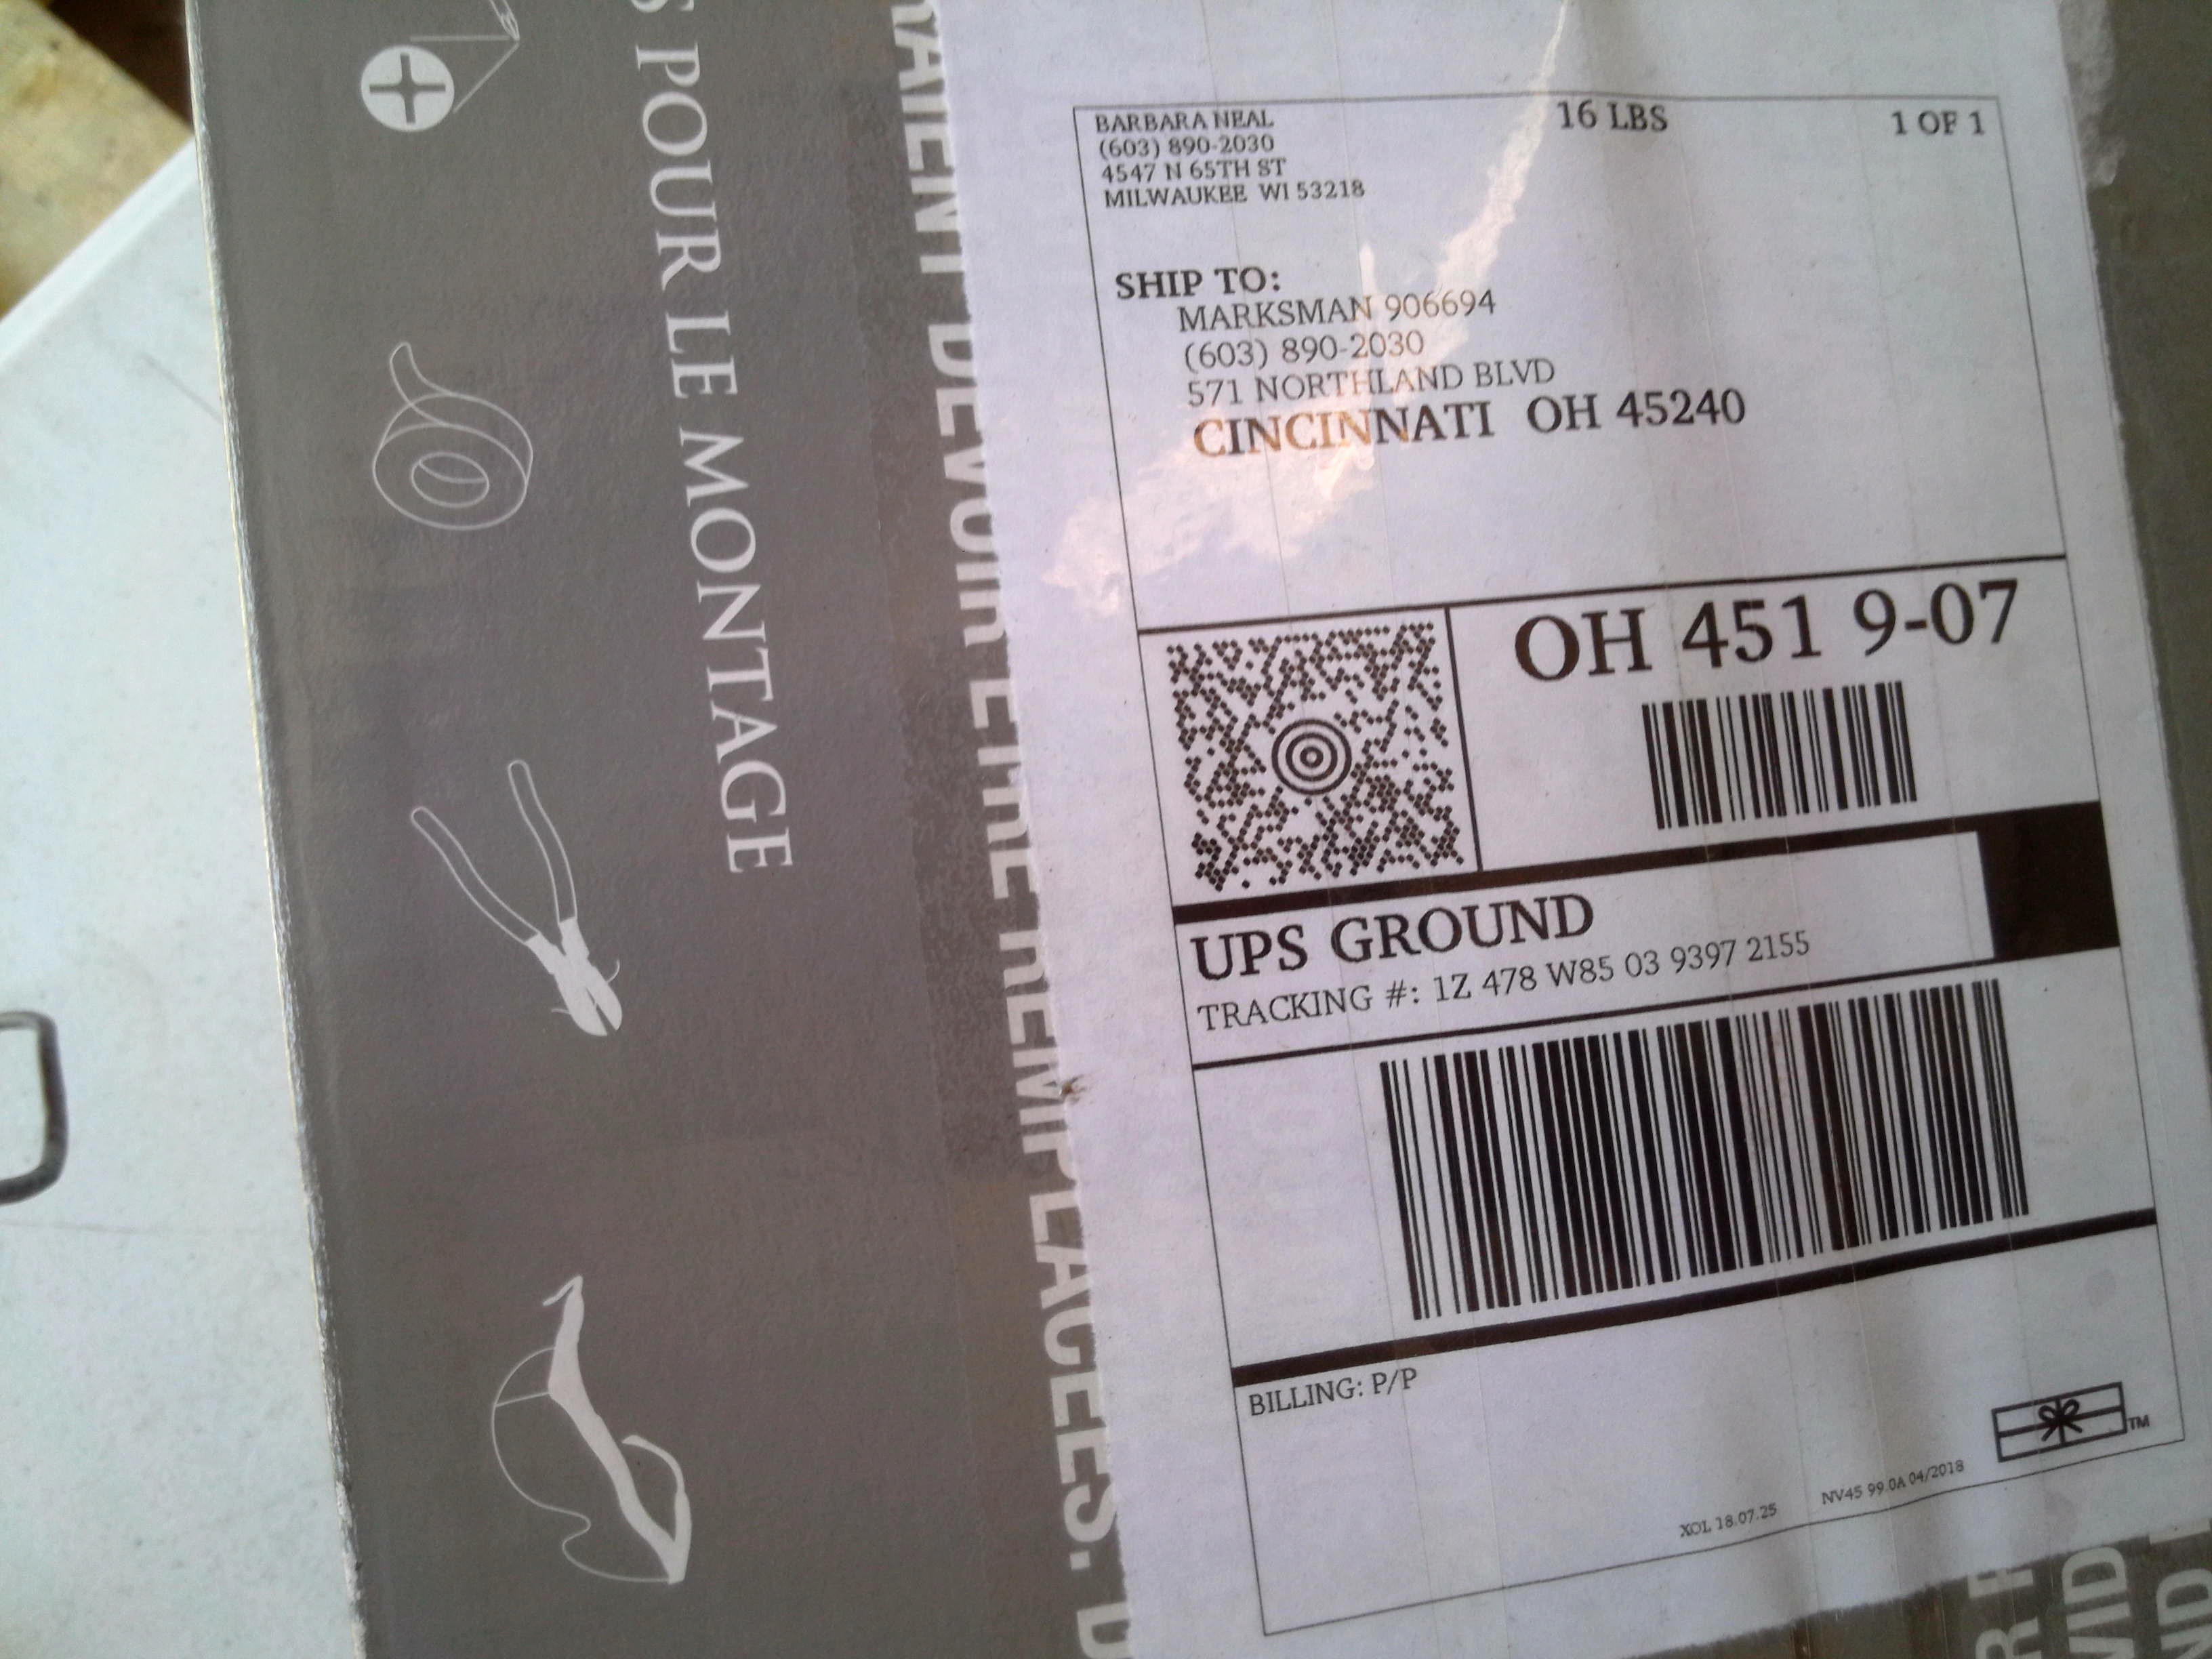 BARBARA NEAL
(603) 890-2030
4547 N 65TH ST
MILWAUKEE WI 53218
16 LBS
1 OF 1
SHIP TO:
MARKSMAN 906694
(603) 890-2030
571 NORTHLAND BLVD
CINCINNATI OH 45240
OH 451 9-07
UPS GROUND
TRACKING #: 1Z 478 W85 03 9397 2155
BILLING: P/P
XOL 18.07.25
NV45 99.0A 04/2018
TM
POUR LE MONTAGE
DEVOIR ETRE REMPLACEES.